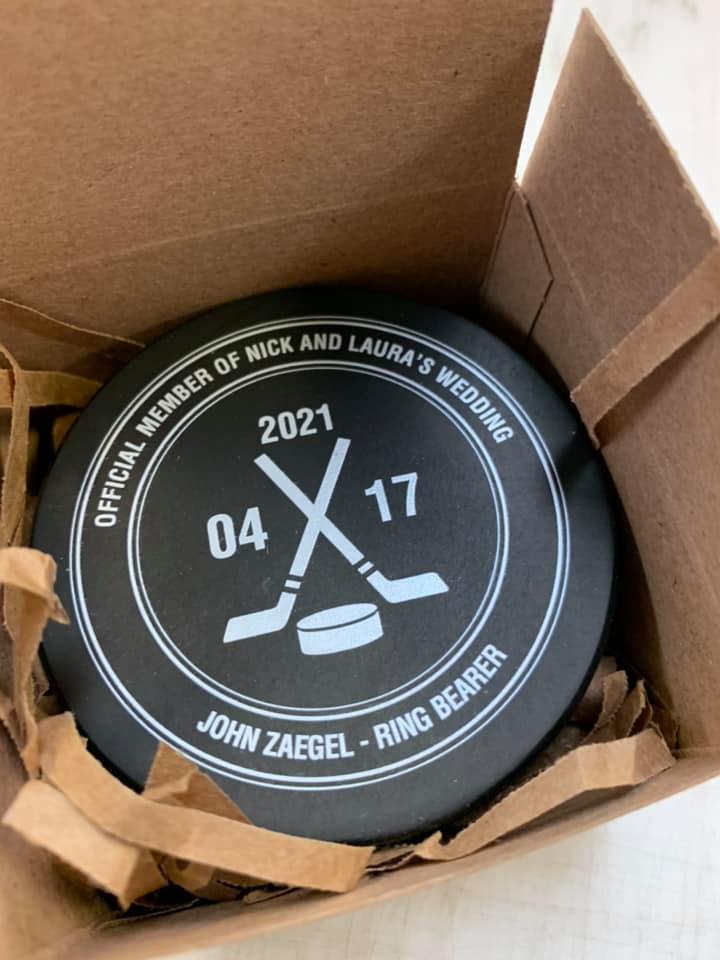 OFFICIAL MEMBER OF NICK AND LAURA'S WEDDING
2021
04 17
JOHN ZAEGEL - RING BEARER